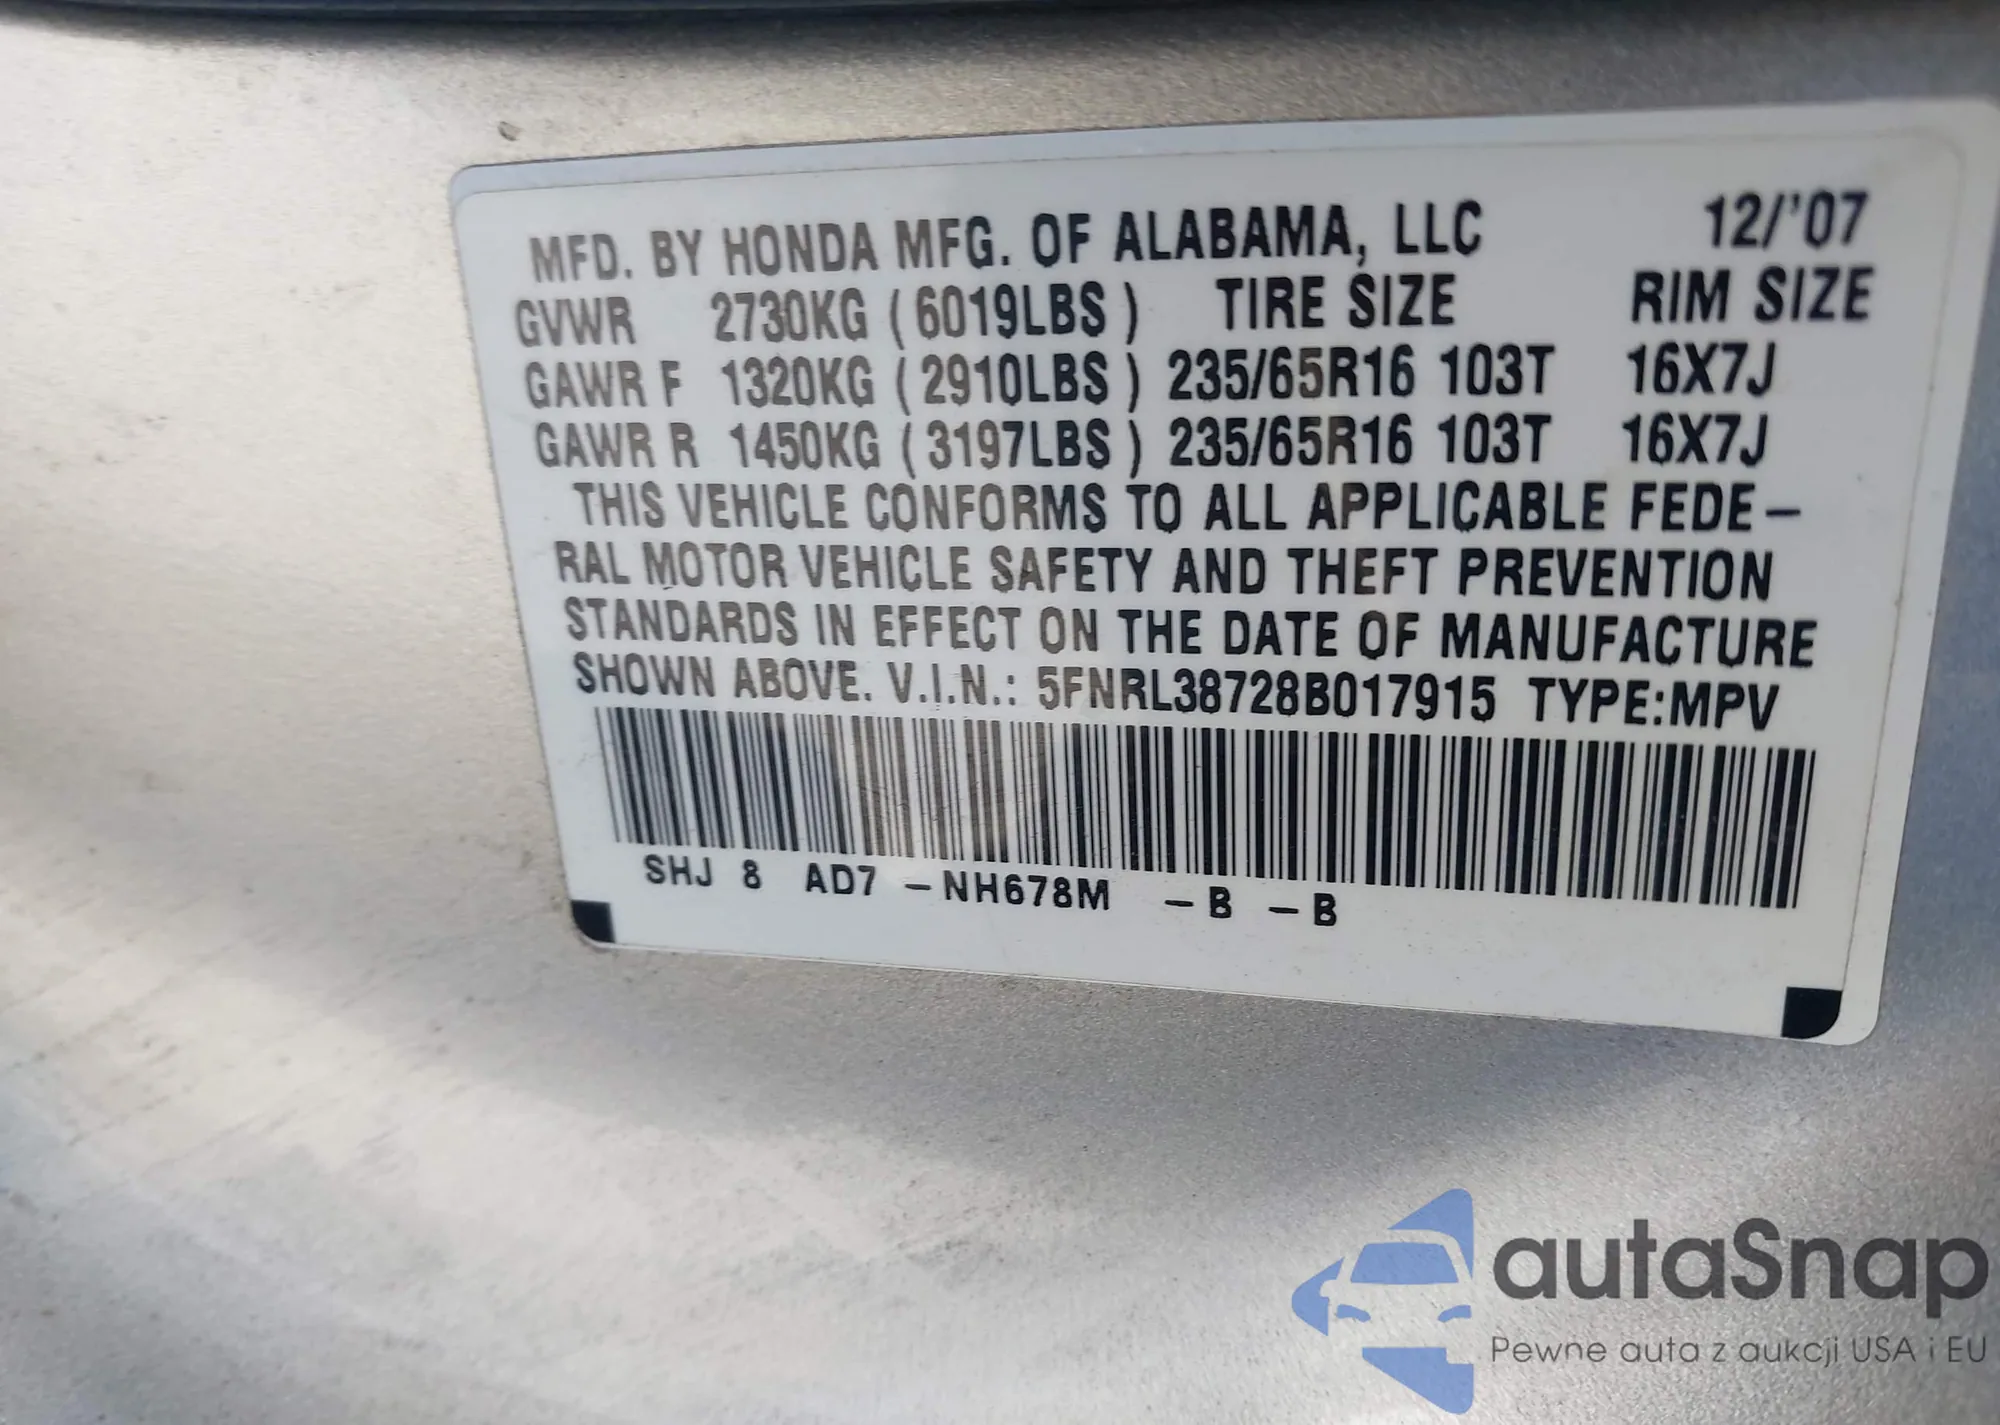 MFD. BY HONDA MFG. OF ALABAMA, LLC 12/'07
GVWR 2730KG ( 6019LBS ) TIRE SIZE RIM SIZE
GAWR F 1320KG ( 2910LBS ) 235/65R16 103T 16X7J
GAWR R 1450KG ( 3197LBS ) 235/65R16 103T 16X7J
THIS VEHICLE CONFORMS TO ALL APPLICABLE FEDE-
RAL MOTOR VEHICLE SAFETY AND THEFT PREVENTION
STANDARDS IN EFFECT ON THE DATE OF MANUFACTURE
SHOWN ABOVE. V.I.N.: 5FNRL38728B017915 TYPE:MPV
SHJ 8 AD7 -NH678M -B -B
autaSnap
Pewne auta z aukcji USA i EU